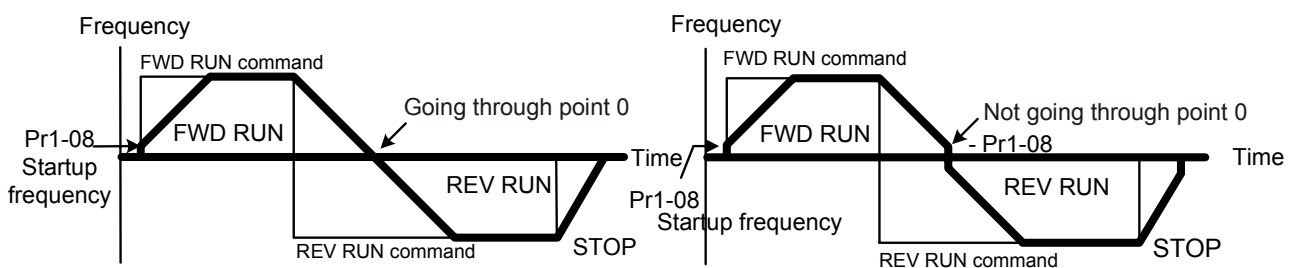 Frequency
FWD RUN command
Going through point 0
FWD RUN
Pr1-08
Startup
frequency
Time
REV RUN
REV RUN command
STOP
Frequency
FWD RUN command
Not going through point 0
FWD RUN
- Pr1-08
Time
Pr1-08
Startup frequency
REV RUN
REV RUN command
STOP